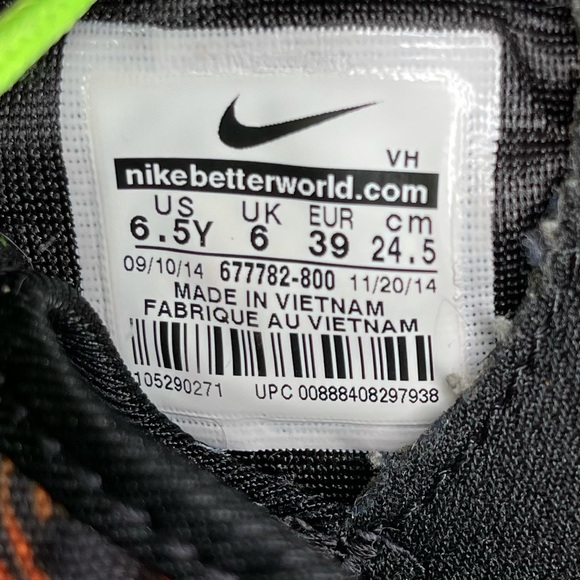 VH
nikebetterworld.com
US UK EUR cm
6.5Y 6 39 24.5
09/10/14 677782-800 11/20/14
MADE IN VIETNAM
FABRIQUE AU VIETNAM
105290271 UPC 00888408297938